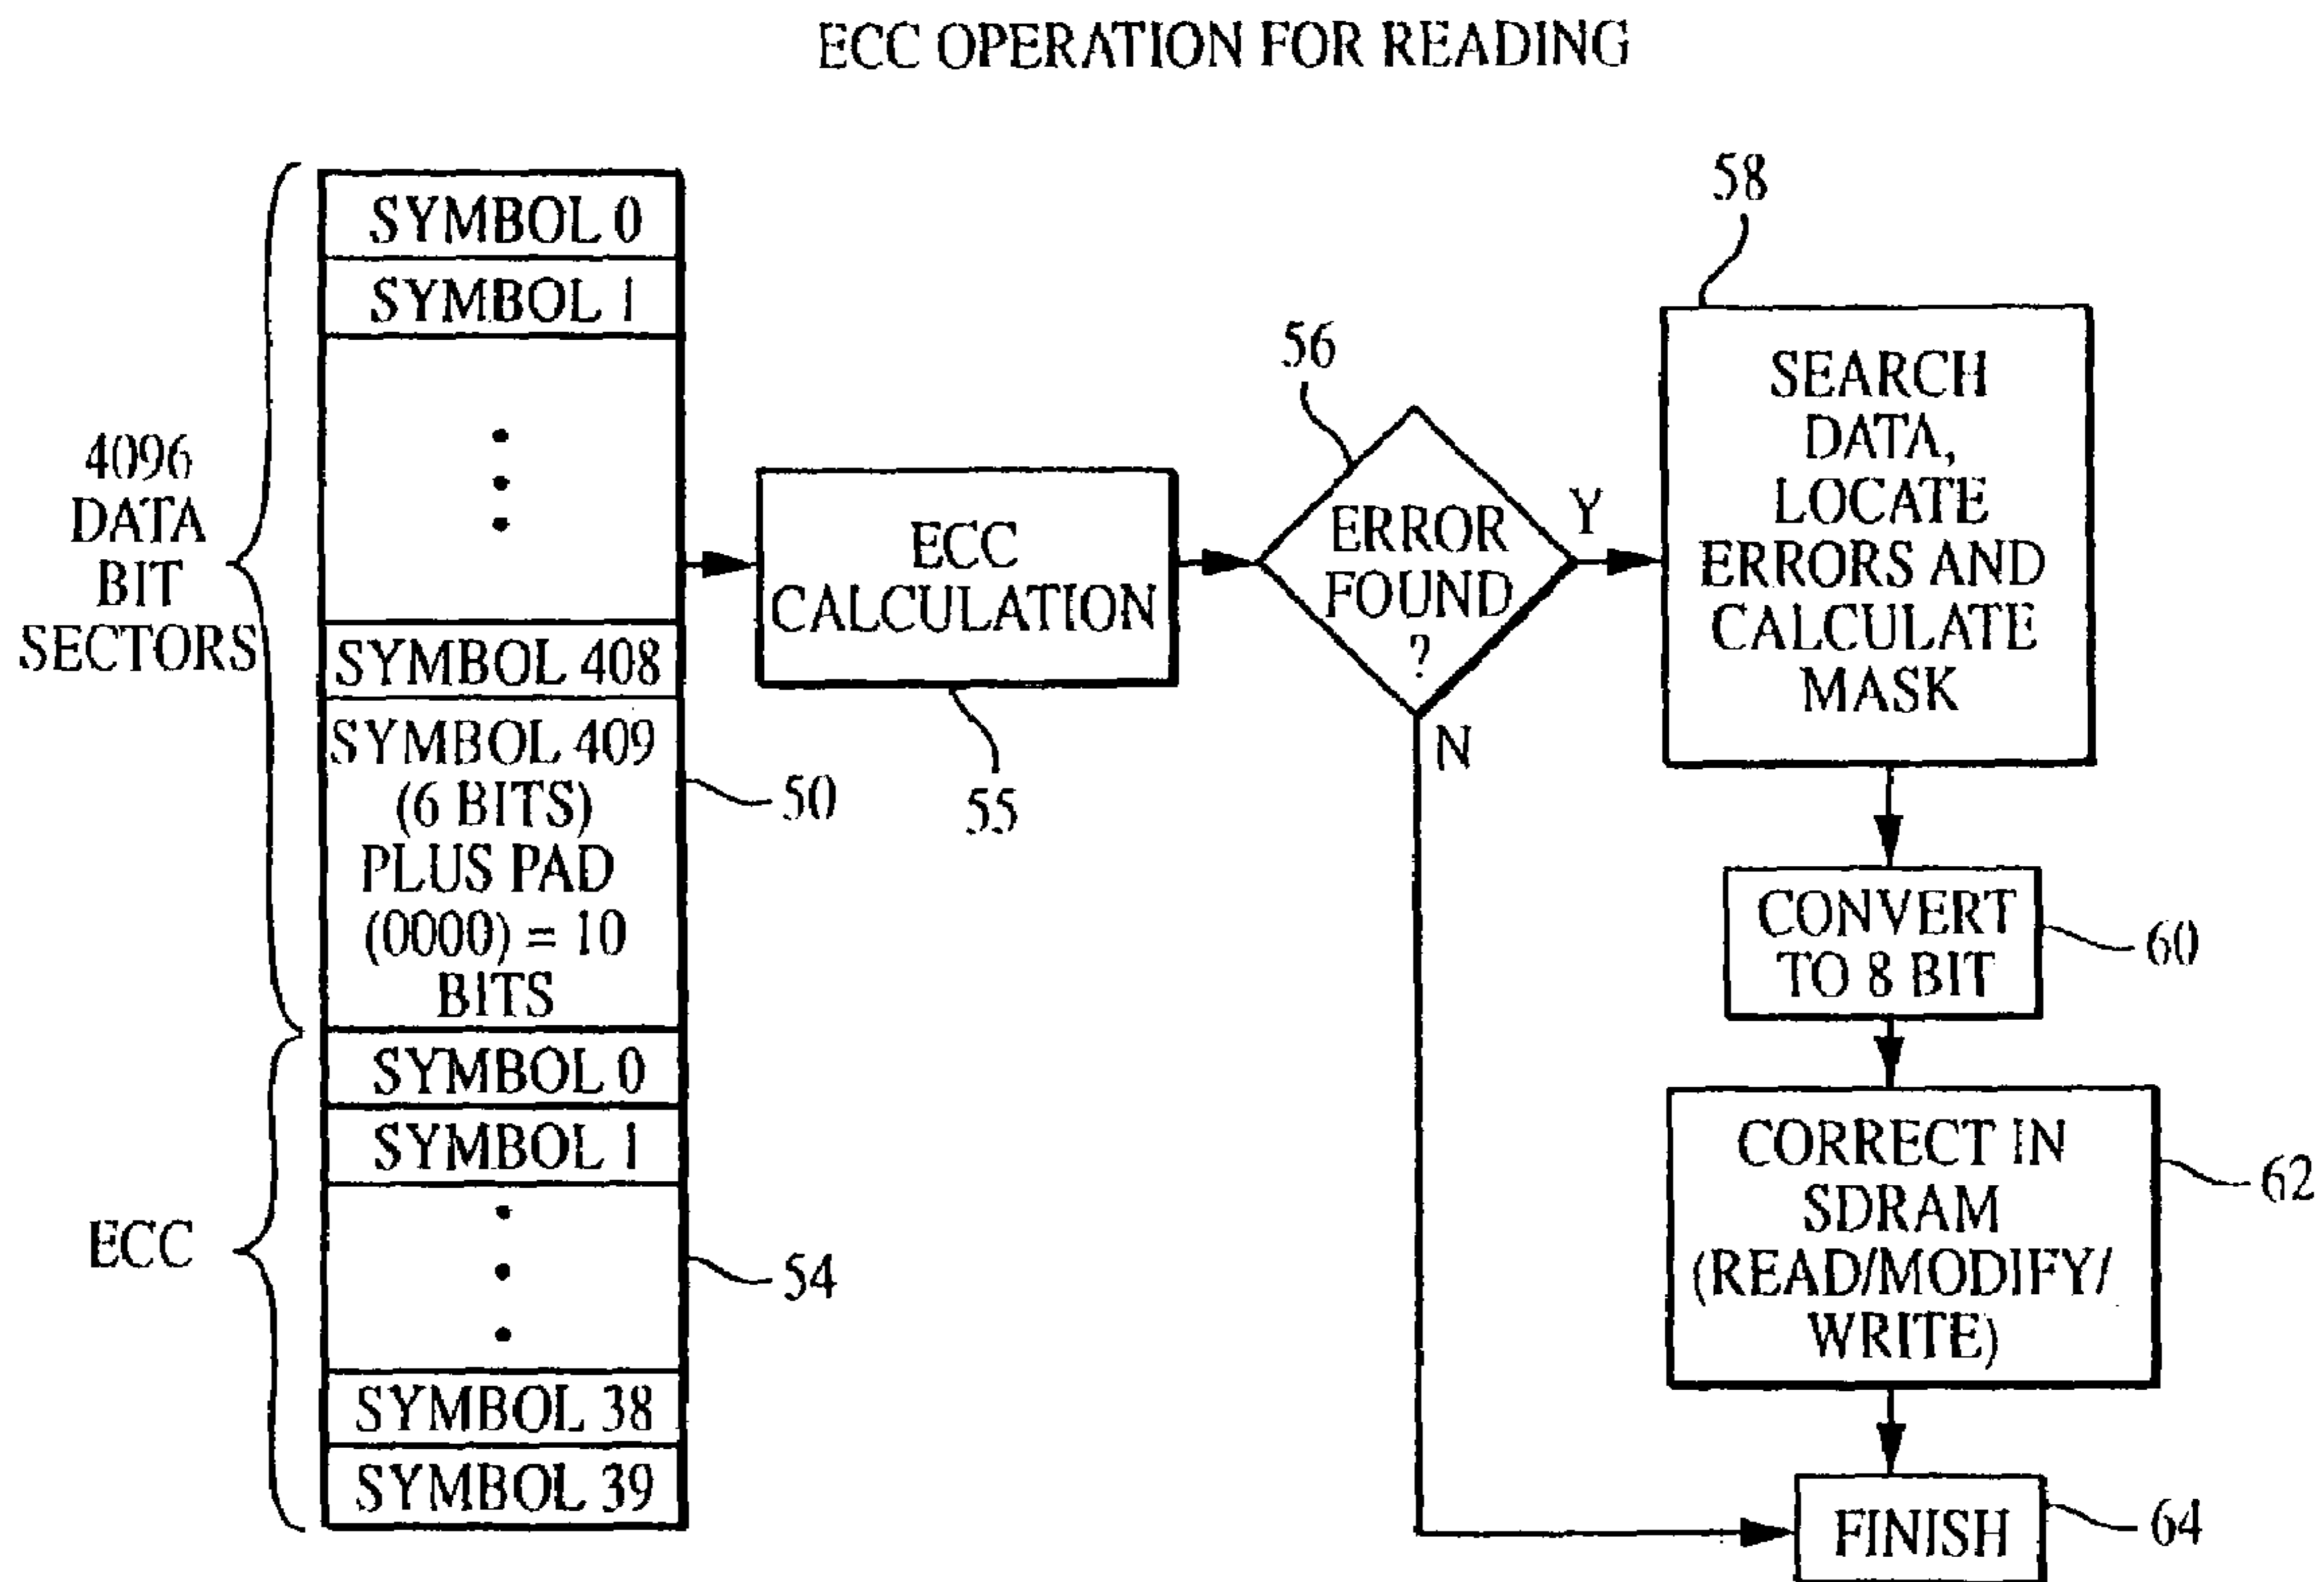 ECC OPERATION FOR READING
4096
DATA
BIT
SECTORS
ECC
SYMBOL 0
SYMBOL 1
SYMBOL 408
SYMBOL 409
(6 BITS)
PLUS PAD
(0000) = 10
BITS
SYMBOL 0
SYMBOL 1
SYMBOL 38
SYMBOL 39
50
54
ECC
CALCULATION
55
56
ERROR
FOUND
?
Y
N
58
SEARCH
DATA,
LOCATE
ERRORS AND
CALCULATE
MASK
CONVERT
TO 8 BIT
60
CORRECT IN
SDRAM
(READ/MODIFY/
WRITE)
62
FINISH
64